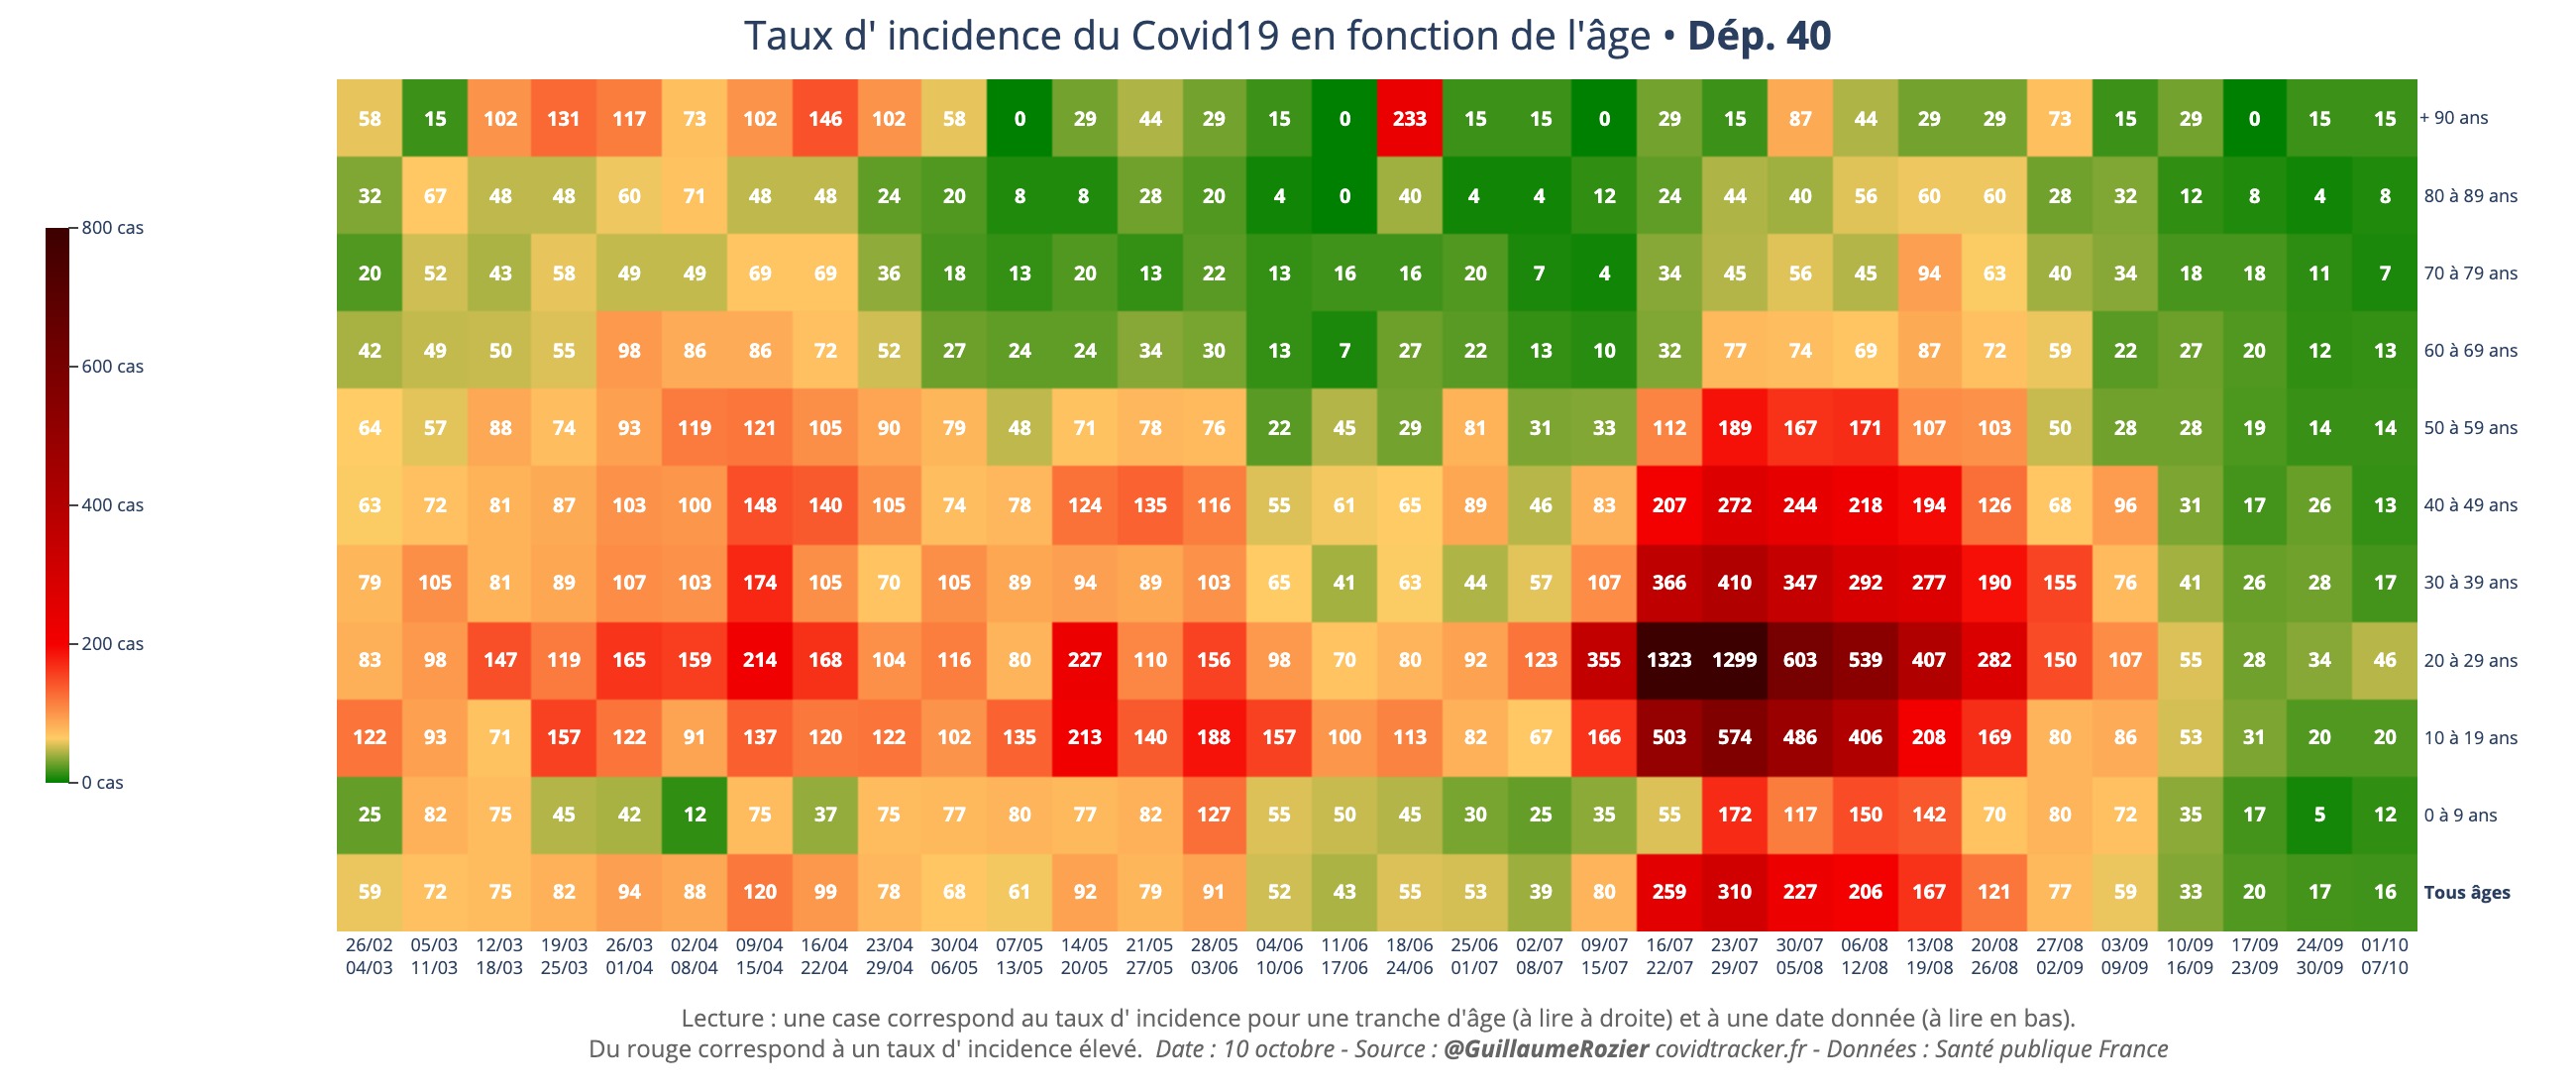 Taux d' incidence du Covid19 en fonction de l'âge • Dép. 40
800 cas
600 cas
400 cas
200 cas
0 cas
58 15 102 131 117 73 102 146 102 58 0 29 44 29 15 0 233 15 15 0 29 15 87 44 29 29 73 15 29 0 15 15 + 90 ans
32 67 48 48 60 71 48 48 24 20 8 8 28 20 4 0 40 4 4 12 24 44 40 56 60 60 28 32 12 8 4 8 80 à 89 ans
20 52 43 58 49 49 69 69 36 18 13 20 13 22 13 16 16 20 7 4 34 45 56 45 94 63 40 34 18 18 11 7 70 à 79 ans
42 49 50 55 98 86 86 72 52 27 24 24 34 30 13 7 27 22 13 10 32 77 74 69 87 72 59 22 27 20 12 13 60 à 69 ans
64 57 88 74 93 119 121 105 90 79 48 71 78 76 22 45 29 81 31 33 112 189 167 171 107 103 50 28 28 19 14 14 50 à 59 ans
63 72 81 87 103 100 148 140 105 74 78 124 135 116 55 61 65 89 46 83 207 272 244 218 194 126 68 96 31 17 26 13 40 à 49 ans
79 105 81 89 107 103 174 105 70 105 89 94 89 103 65 41 63 44 57 107 366 410 347 292 277 190 155 76 41 26 28 17 30 à 39 ans
83 98 147 119 165 159 214 168 104 116 80 227 110 156 98 70 80 92 123 355 1323 1299 603 539 407 282 150 107 55 28 34 46 20 à 29 ans
122 93 71 157 122 91 137 120 122 102 135 213 140 188 157 100 113 82 67 166 503 574 486 406 208 169 80 86 53 31 20 20 10 à 19 ans
25 82 75 45 42 12 75 37 75 77 80 77 82 127 55 50 45 30 25 35 55 172 117 150 142 70 80 72 35 17 5 12 0 à 9 ans
59 72 75 82 94 88 120 99 78 68 61 92 79 91 52 43 55 53 39 80 259 310 227 206 167 121 77 59 33 20 17 16 Tous âges
26/02 05/03 12/03 19/03 26/03 02/04 09/04 16/04 23/04 30/04 07/05 14/05 21/05 28/05 04/06 11/06 18/06 25/06 02/07 09/07 16/07 23/07 30/07 06/08 13/08 20/08 27/08 03/09 10/09 17/09 24/09 01/10
04/03 11/03 18/03 25/03 01/04 08/04 15/04 22/04 29/04 06/05 13/05 20/05 27/05 03/06 10/06 17/06 24/06 01/07 08/07 15/07 22/07 29/07 05/08 12/08 19/08 26/08 02/09 09/09 16/09 23/09 30/09 07/10
Lecture : une case correspond au taux d' incidence pour une tranche d'âge (à lire à droite) et à une date donnée (à lire en bas).
Du rouge correspond à un taux d' incidence élevé. Date : 10 octobre - Source : @GuillaumeRozier covidtracker.fr - Données : Santé publique France